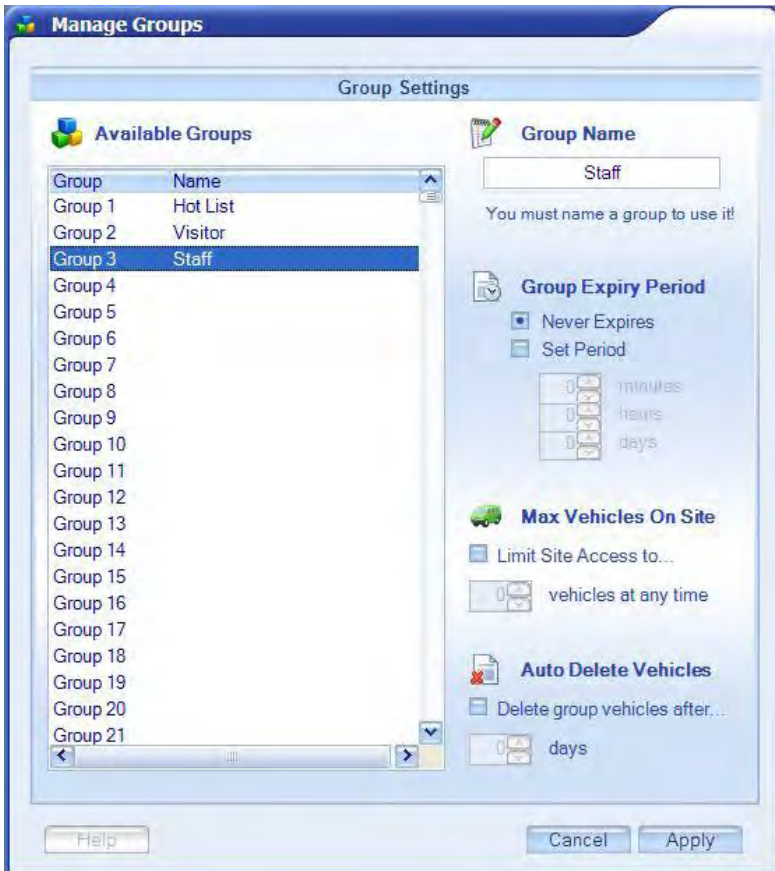 Manage Groups
Group Settings
Available Groups
Group Name
Group Name
Staff
Group 1 Hot List
You must name a group to use it!
Group 2 Visitor
Group 3 Staff
Group 4
Group 5
Group 6
Group 7
Group 8
Group 9
Group 10
Group 11
Group 12
Group 13
Group 14
Group 15
Group 16
Group 17
Group 18
Group 19
Group 20
Group 21
Group Expiry Period
Never Expires
Set Period
0 minutes
0 hours
0 days
Max Vehicles On Site
Limit Site Access to...
0 vehicles at any time
Auto Delete Vehicles
Delete group vehicles after...
0 days
Help Cancel Apply